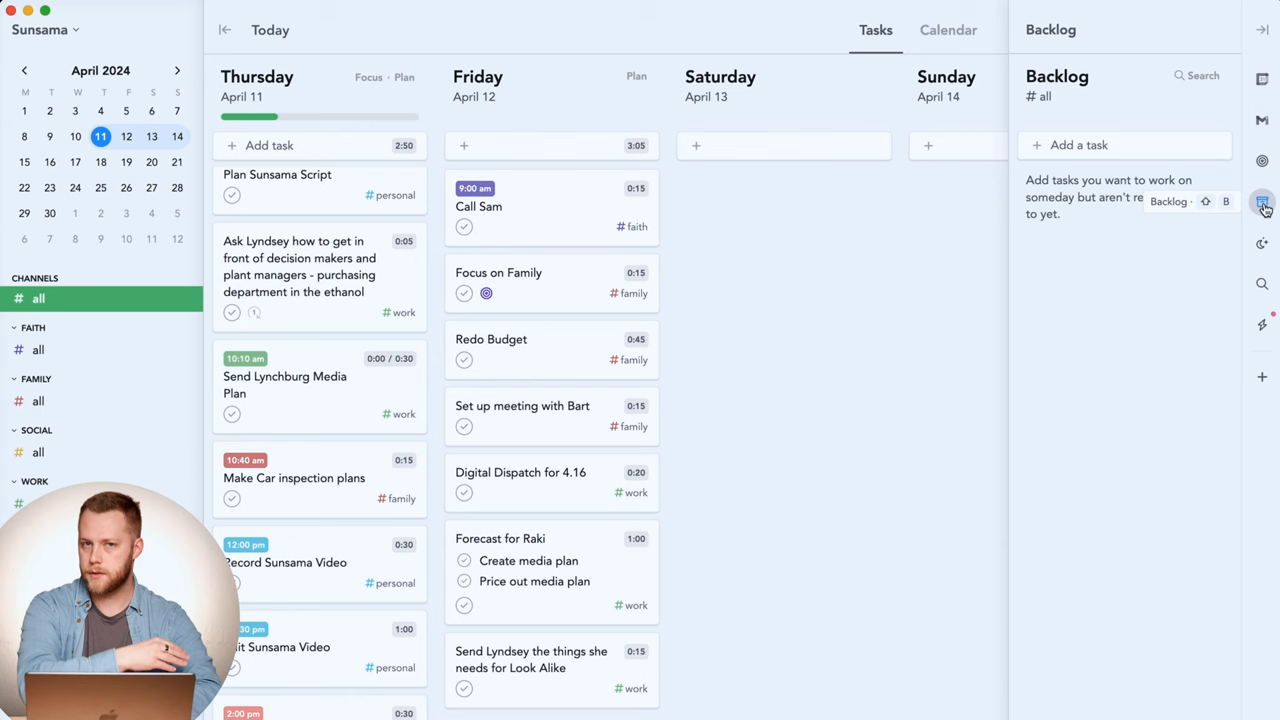 Sunsama
April 2024
M T W T F S S
1 2 3 4 5 6 7
8 9 10 11 12 13 14
15 16 17 18 19 20 21
22 23 24 25 26 27 28
29 30 1 2 3 4 5
6 7 8 9 10 11 12
CHANNELS
# all
FAITH
# all
FAMILY
# all
SOCIAL
# all
WORK
#
Today
Tasks
Calendar
Thursday
Focus · Plan
April 11
+ Add task
2:50
Plan Sunsama Script
#personal
Ask Lyndsey how to get in
0:05
front of decision makers and
plant managers - purchasing
department in the ethanol
1
#work
10:10 am
0:00 / 0:30
Send Lynchburg Media
Plan
#work
10:40 am
0:15
Make Car inspection plans
#family
12:00 pm
0:30
Record Sunsama Video
#personal
30 pm
1:00
it Sunsama Video
#personal
2:00 pm
0:30
Friday
Plan
April 12
+
3:05
9:00 am
0:15
Call Sam
#faith
Focus on Family
0:15
#family
Redo Budget
0:45
#family
Set up meeting with Bart
0:15
#family
Digital Dispatch for 4.16
0:20
#work
Forecast for Raki
1:00
Create media plan
Price out media plan
#work
Send Lyndsey the things she
0:15
needs for Look Alike
#work
Saturday
April 13
+
Sunday
April 14
+
Backlog
Backlog
Search
# all
+ Add a task
Add tasks you want to work on
someday but aren't re
to yet.
Backlog · B